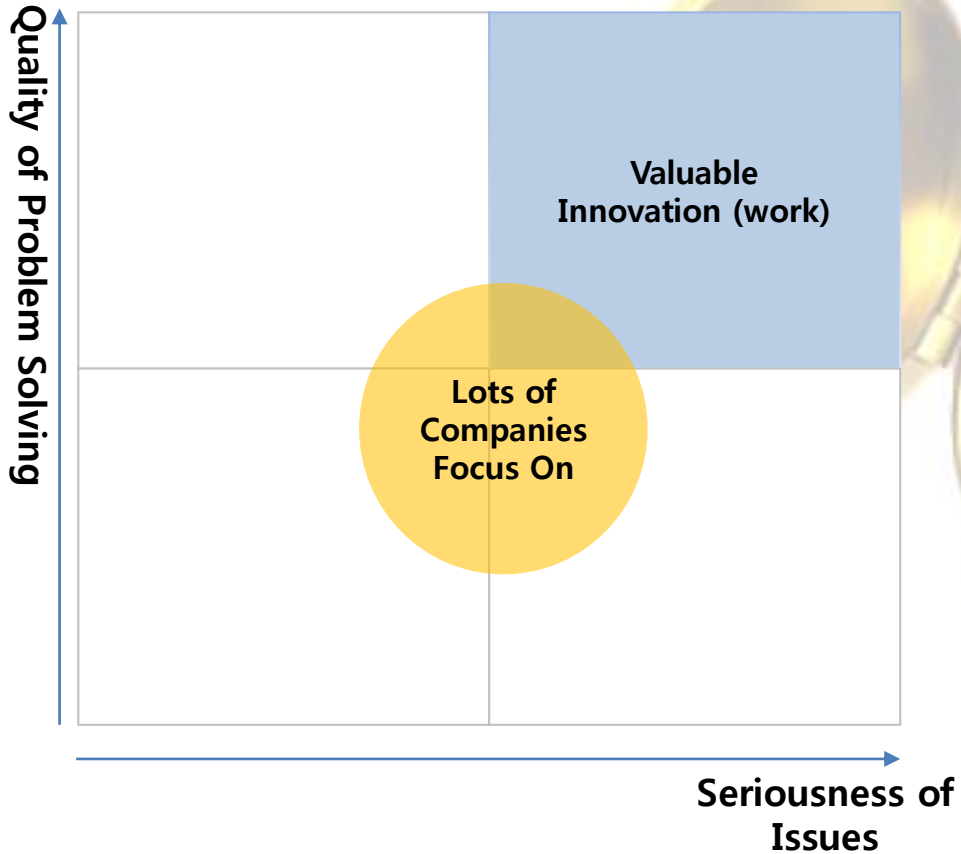 Quality of Problem Solving
Valuable
Innovation (work)
Lots of
Companies
Focus On
Seriousness of
Issues